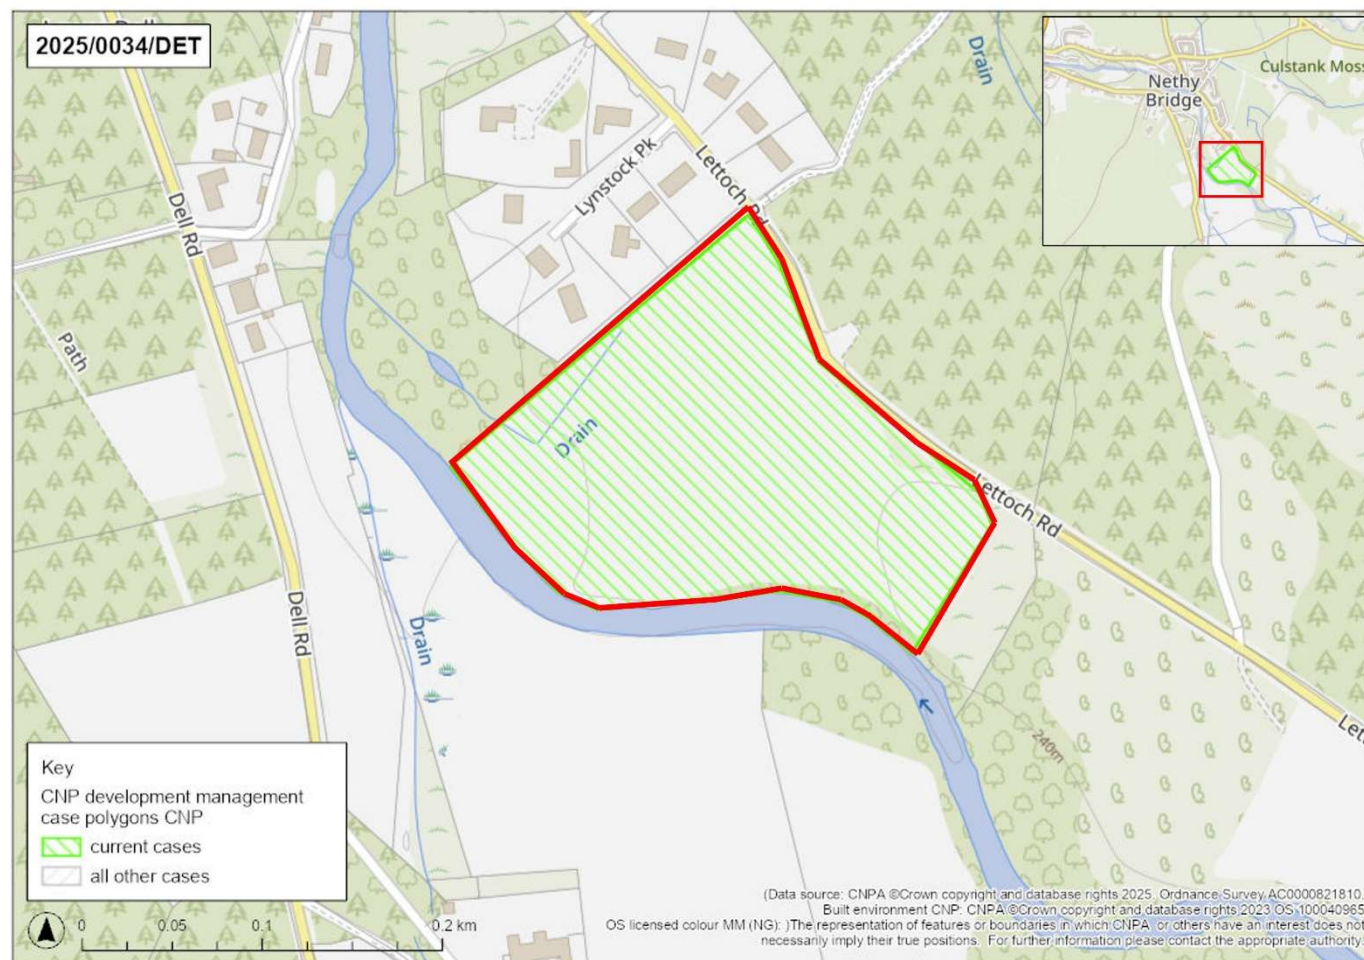 2025/0034/DET
Drain
Culstank Moss
Nethy
Bridge
Lynstock Pk
Lettoch Rd
Dell Rd
Path
Drain
Lettoch Rd
Dell Rd
Drain
240m
Key
CNP development management
case polygons CNP
current cases
all other cases
0 0.05 0.1 0.2 km
(Data source: CNPA ©Crown copyright and database rights 2025. Ordnance Survey AC0000821810.
Built environment CNP: CNPA ©Crown copyright and database rights 2023 OS 100040965
OS licensed colour MM (NG): )The representation of features or boundaries in which CNPA or others have an interest does not
necessarily imply their true positions. For further information please contact the appropriate authority.